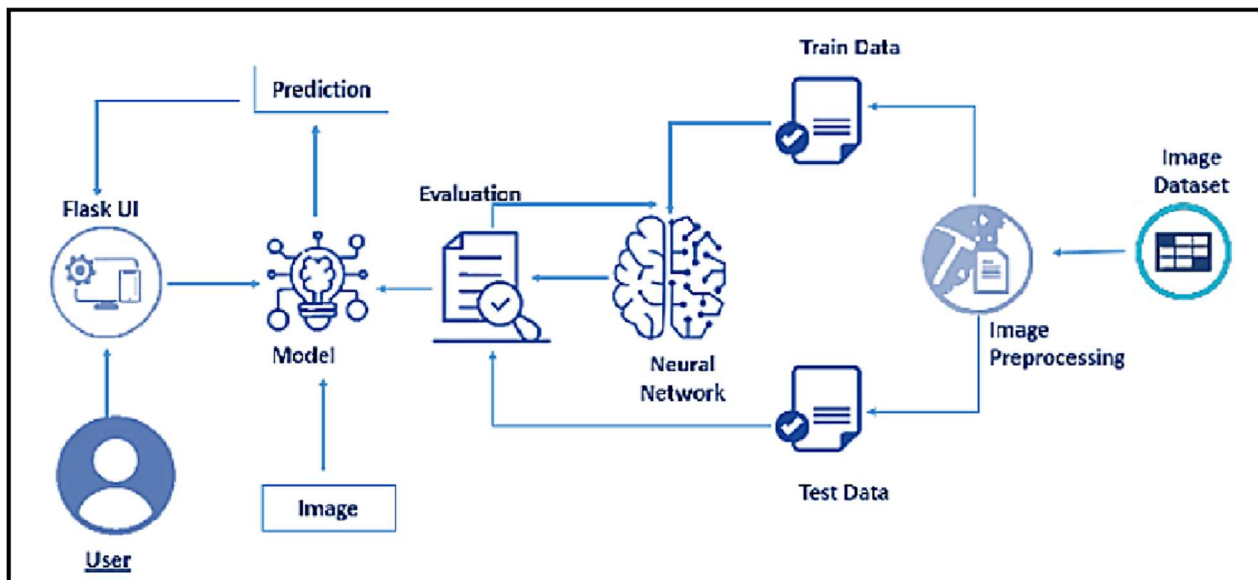 Train Data
Prediction
Image
Dataset
Evaluation
Flask UI
Image
Preprocessing
Model
Neural
Network
Test Data
Image
User